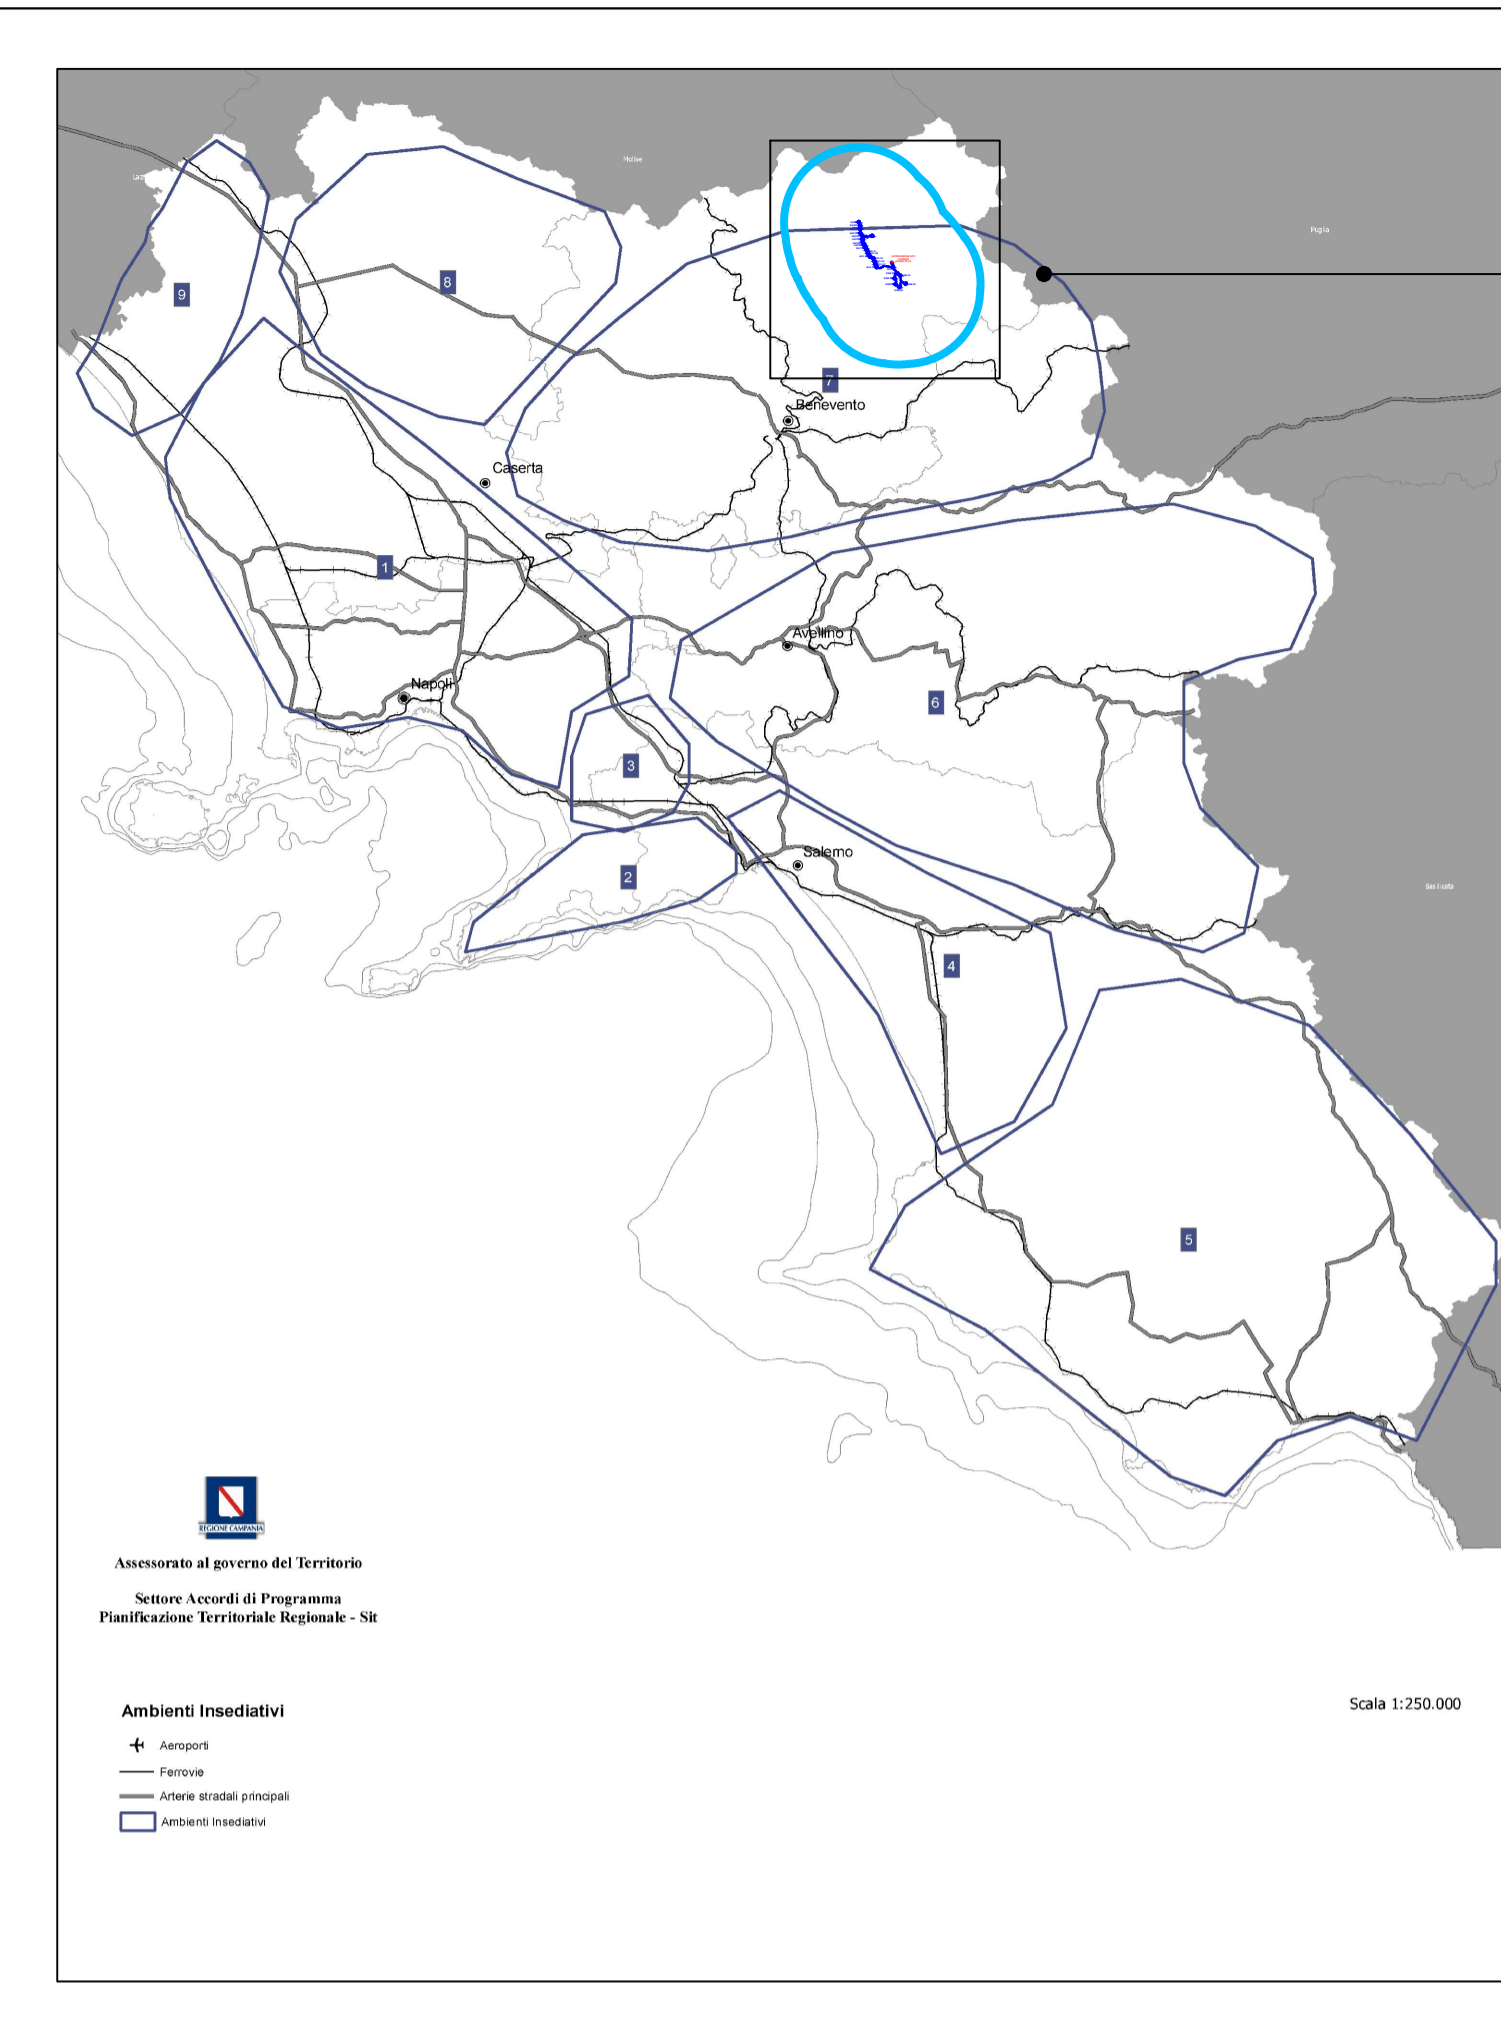 Molise
Puglia
9
8
7
Benevento
Caserta
1
Avellino
Napoli
6
3
Salerno
2
Basilicata
4
5
REGIONE CAMPANIA
Assessorato al governo del Territorio
Settore Accordi di Programma
Pianificazione Territoriale Regionale - Sit
Ambienti Insediativi
Scala 1:250.000
Aeroporti
Ferrovie
Arterie stradali principali
Ambienti Insediativi